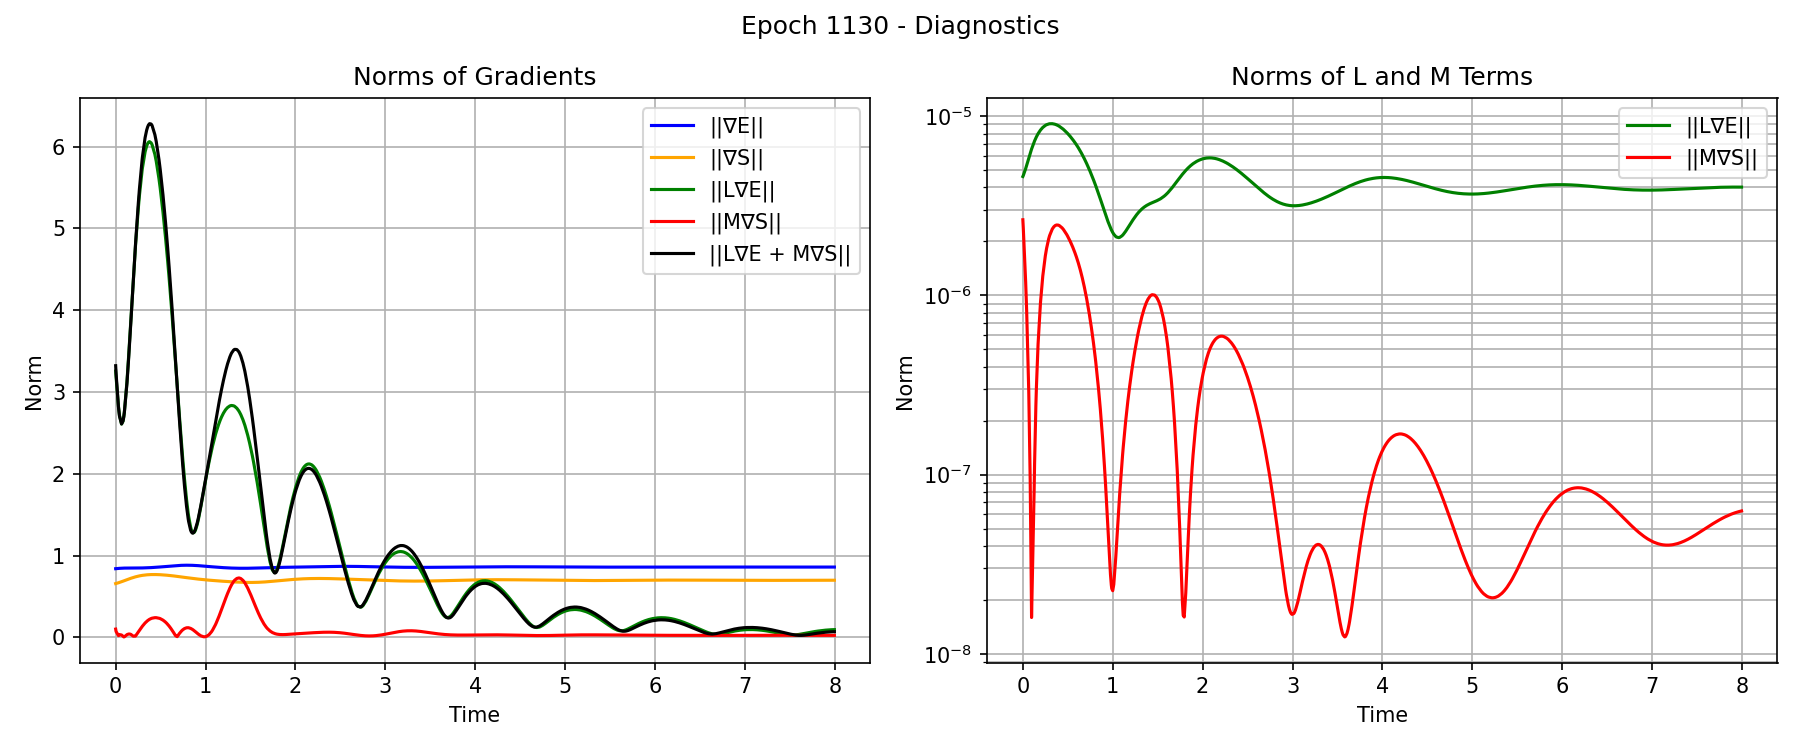 Epoch 1130 - Diagnostics
Norms of Gradients
Norm
6
5
4
3
2
1
0
0 1 2 3 4 5 6 7 8
Time
||∇E||
||∇S||
||L∇E||
||M∇S||
||L∇E + M∇S||
Norms of L and M Terms
Norm
10⁻⁵
10⁻⁶
10⁻⁷
10⁻⁸
0 1 2 3 4 5 6 7 8
Time
||L∇E||
||M∇S||